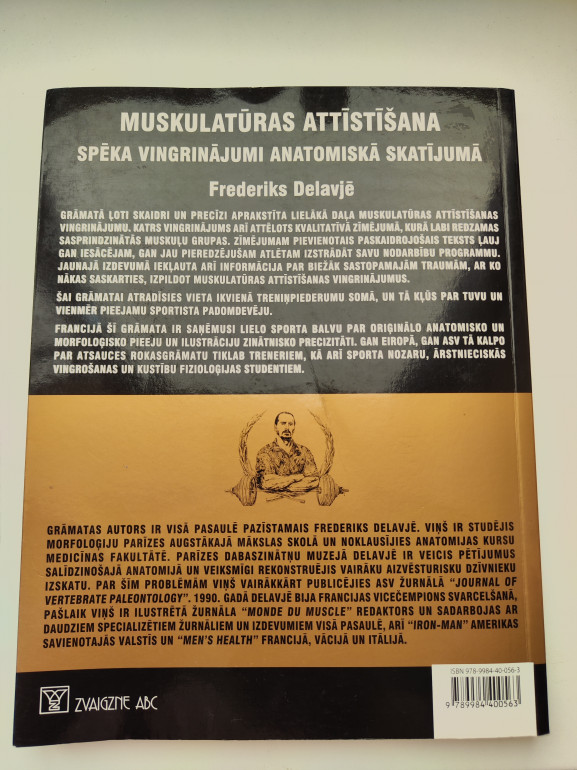 MUSKULATŪRAS ATTĪSTĪŠANA
SPĒKA VINGRINĀJUMI ANATOMISKĀ SKATĪJUMĀ
Frederiks Delavjē
GRĀMATĀ ĻOTI SKAIDRI UN PRECĪZI APRAKSTĪTA LIELĀKĀ DAĻA MUSKULATŪRAS ATTĪSTĪŠANAS
VINGRINĀJUMU. KATRS VINGRINĀJUMS ARĪ ATTĒLOTS KVALITATĪVĀ ZĪMĒJUMĀ, KURĀ LABI REDZAMAS
SASPRINDZINĀTĀS MUSKUĻU GRUPAS. ZĪMĒJUMAM PIEVIENOTAIS PASKAIDROJOŠAIS TEKSTS ĻAUJ
GAN IESĀCĒJAM, GAN JAU PIEREDZĒJUŠAM ATLĒTAM IZSTRĀDĀT SAVU NODARBĪBU PROGRAMMU.
JAUNAJĀ IZDEVUMĀ IEKĻAUTA ARĪ INFORMĀCIJA PAR BIEŽĀK SASTOPAMAJĀM TRAUMĀM, AR KO
NĀKAS SASKARTIES, IZPILDOT MUSKULATŪRAS ATTĪSTĪŠANAS VINGRINĀJUMUS.
ŠAI GRĀMATAI ATRADĪSIES VIETA IKVIENĀ TRENIŅPIEDERUMU SOMĀ, UN TĀ KĻŪS PAR TUVU UN
VIENMĒR PIEEJAMU SPORTISTA PADOMDEVĒJU.
FRANCIJĀ ŠĪ GRĀMATA IR SAŅĒMUSI LIELO SPORTA BALVU PAR ORIĢINĀLO ANATOMISKO UN
MORFOLOĢISKO PIEEJU UN ILUSTRĀCIJU ZINĀTNISKO PRECIZITĀTI. GAN EIROPĀ, GAN ASV TĀ KALPO
PAR ATSAUCES ROKASGRĀMATU TIKLAB TRENERIEM, KĀ ARĪ SPORTA NOZARU, ĀRSTNIECISKĀS
VINGROŠANAS UN KUSTĪBU FIZIOLOĢIJAS STUDENTIEM.
GRĀMATAS AUTORS IR VISĀ PASAULĒ PAZĪSTAMAIS FREDERIKS DELAVJĒ. VIŅŠ IR STUDĒJIS
MORFOLOĢIJU PARĪZES AUGSTĀKAJĀ MĀKSLAS SKOLĀ UN NOKLAUSĪJIES ANATOMIJAS KURSU
MEDICĪNAS FAKULTĀTĒ. PARĪZES DABASZINĀTŅU MUZEJĀ DELAVJĒ IR VEICIS PĒTĪJUMUS
SALĪDZINOŠAJĀ ANATOMIJĀ UN VEIKSMĪGI REKONSTRUĒJIS VAIRĀKU AIZVĒSTURISKU DZĪVNIEKU
IZSKATU. PAR ŠĪM PROBLĒMĀM VIŅŠ VAIRĀKKĀRT PUBLICĒJIES ASV ŽURNĀLĀ "JOURNAL OF
VERTEBRATE PALEONTOLOGY". 1990. GADĀ DELAVJĒ BIJA FRANCIJAS VICEČEMPIONS SVARCELŠANĀ,
PAŠLAIK VIŅŠ IR ILUSTRĒTĀ ŽURNĀLA "MONDE DU MUSCLE" REDAKTORS UN SADARBOJAS AR
DAUDZIEM SPECIALIZĒTIEM ŽURNĀLIEM UN IZDEVUMIEM VISĀ PASAULĒ, ARĪ "IRON-MAN" AMERIKAS
SAVIENOTAJĀS VALSTĪS UN "MEN'S HEALTH" FRANCIJĀ, VĀCIJĀ UN ITĀLIJĀ.
ISBN 978-9984-40-056-3
9 789984 400563
ZVAIGZNE ABC